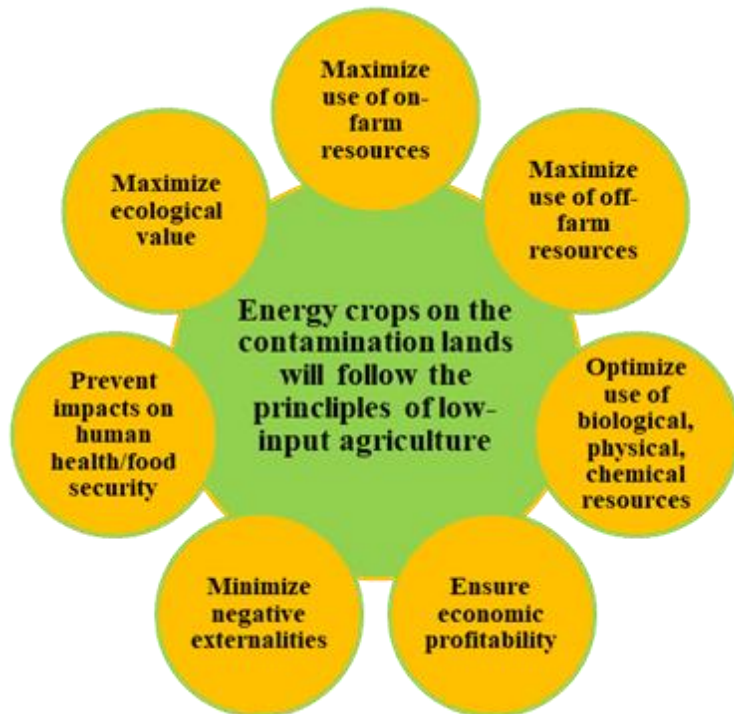 Maximize
use of on-
farm
resources
Maximize
use of off-
farm
resources
Optimize
use of
biological,
physical,
chemical
resources
Ensure
economic
profitability
Minimize
negative
externalities
Prevent
impacts on
human
health/food
security
Maximize
ecological
value
Energy crops on the
contamination lands
will follow the
princliples of low-
input agriculture